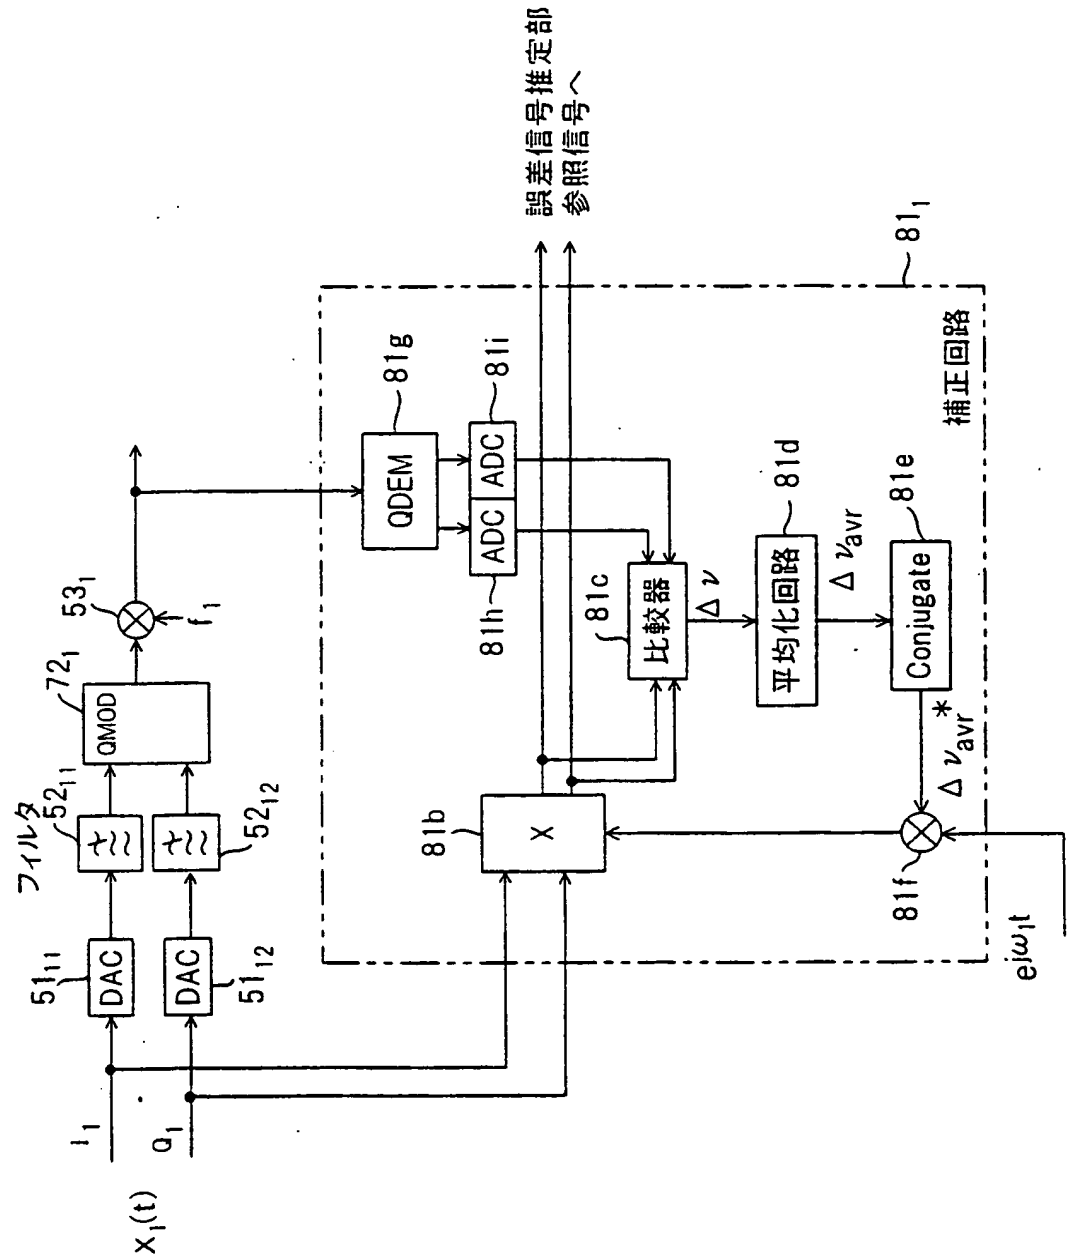 X₁(t)
I₁
Q₁
DAC
51₁₁
DAC
51₁₂
フィルタ
52₁₁
52₁₂
QMOD
72₁
53₁
f₁
QDEM
81g
ADC
81h
ADC
81i
誤差信号推定部
参照信号へ
X
81b
比較器
81c
Δν
平均化回路
81d
Δνavr
Conjugate
81e
Δνavr*
81f
e^jω₁t
補正回路
81₁